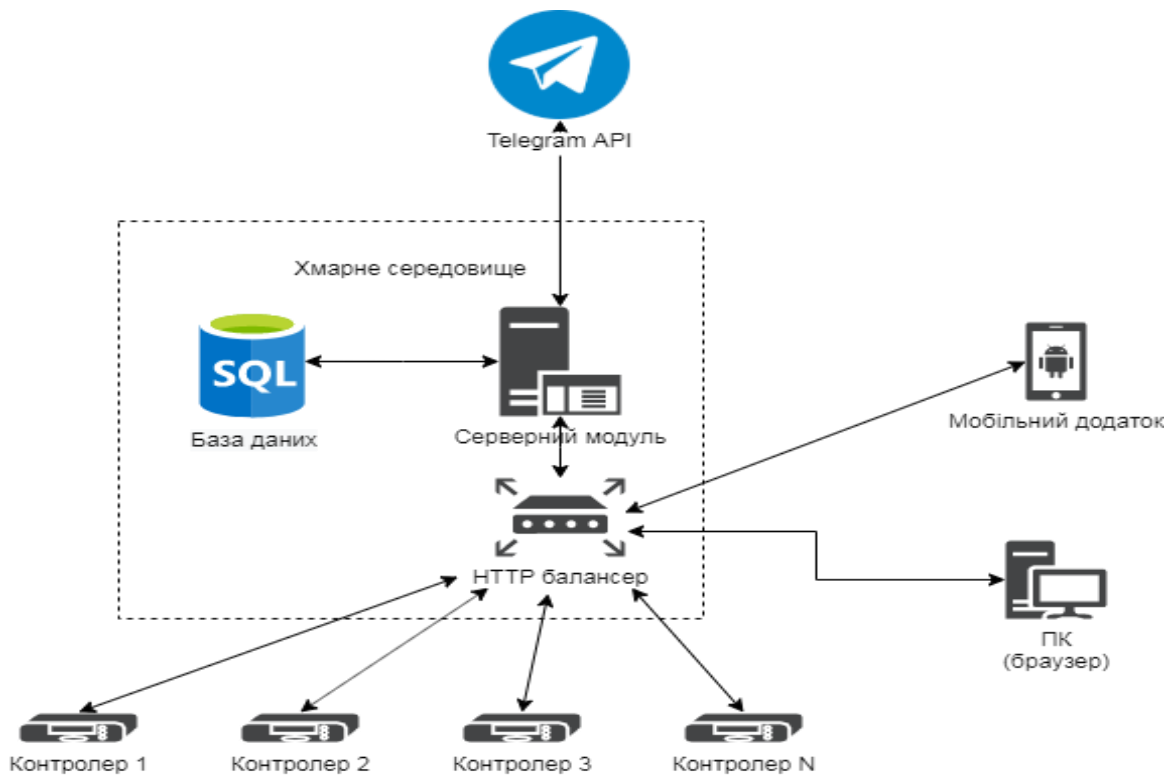 Telegram API
Хмарне середовище
SQL
База даних
Серверний модуль
Мобільний додаток
HTTP балансер
ПК
(браузер)
Контролер 1
Контролер 2
Контролер 3
Контролер N